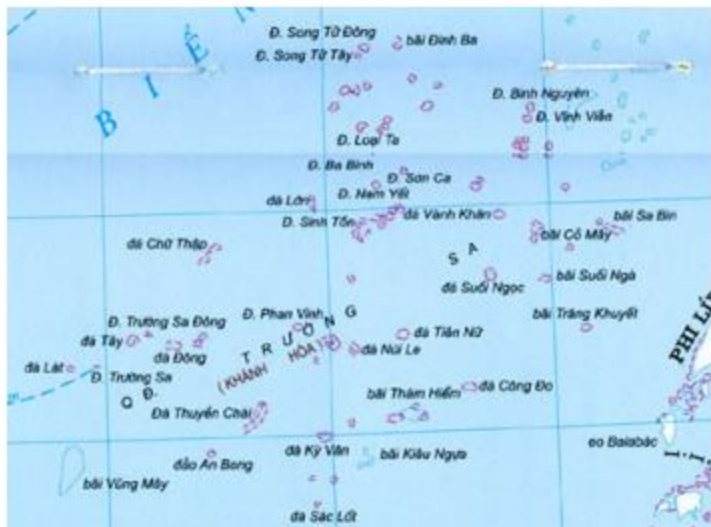 Đ. Song Tử Đông
bãi Đinh Ba
Đ. Song Tử Tây
BIỂN
Đ. Bình Nguyên
Đ. Vĩnh Viễn
Đ. Loại Ta
Đ. Ba Bình
Đ. Sơn Ca
Đ. Nam Yết
đá Lớn
đá Vành Khăn
Đ. Sinh Tồn
bãi Sa Bin
bãi Cỏ Mây
đá Chữ Thập
đá Suối Ngọc
bãi Suối Ngà
Đ. Phan Vinh
bãi Trăng Khuyết
Đ. Trường Sa Đông
đá Tây
đá Đông
đá Tiên Nữ
đá Núi Le
QĐ. TRƯỜNG SA
(KHÁNH HÒA)
PHI LÍ
đá Lát
Đ. Trường Sa
đá Công Đo
bãi Thám Hiểm
Đá Thuyền Chài
đá Kỳ Vân
bãi Kiêu Ngựa
eo Balabắc
đảo An Bang
bãi Vũng Mây
đá Sác Lốt